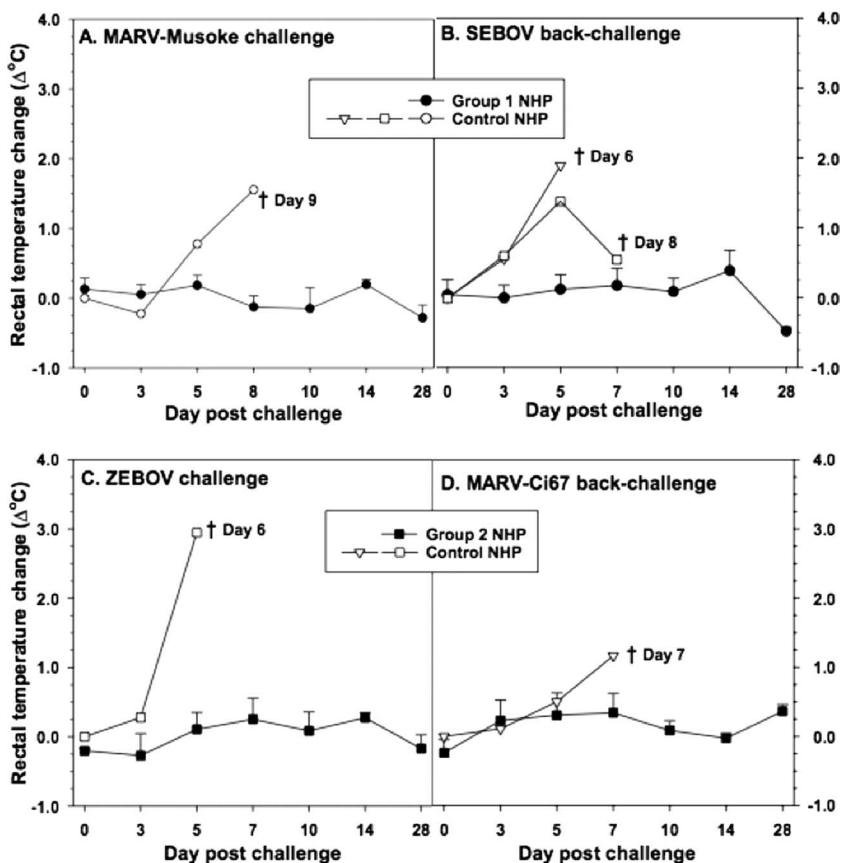 A. MARV-Musoke challenge
B. SEBOV back-challenge
Group 1 NHP
Control NHP
† Day 9
† Day 6
† Day 8
Rectal temperature change (Δ°C)
4.0
3.0
2.0
1.0
0.0
-1.0
4.0
3.0
2.0
1.0
0.0
-1.0
0 3 5 8 10 14 28
0 3 5 7 10 14 28
Day post challenge
Day post challenge
C. ZEBOV challenge
D. MARV-Ci67 back-challenge
Group 2 NHP
Control NHP
† Day 6
† Day 7
Rectal temperature change (Δ°C)
4.0
3.0
2.0
1.0
0.0
-1.0
4.0
3.0
2.0
1.0
0.0
-1.0
0 3 5 7 10 14 28
0 3 5 7 10 14 28
Day post challenge
Day post challenge